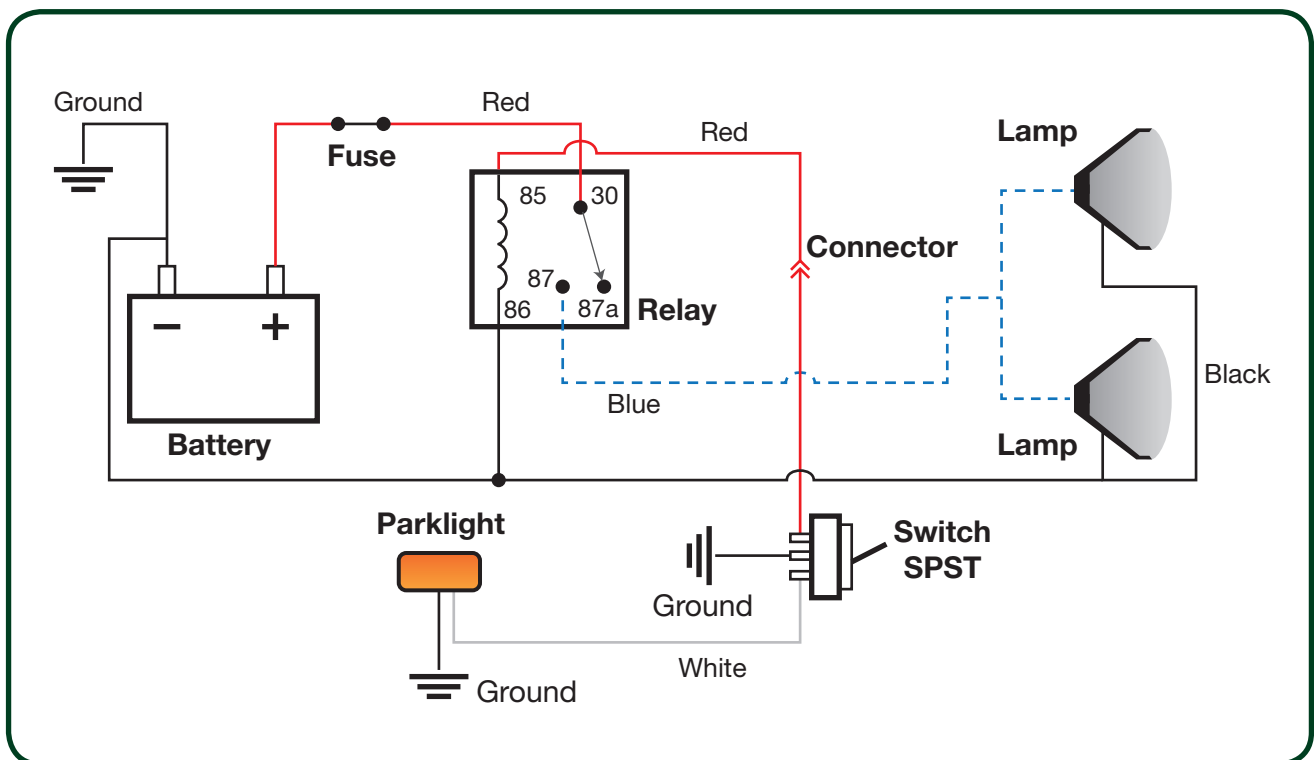 Ground
Red
Fuse
Red
Lamp
85
30
Connector
87
86
87a
Relay
−
+
Battery
Blue
Black
Lamp
Parklight
Switch
SPST
Ground
White
Ground